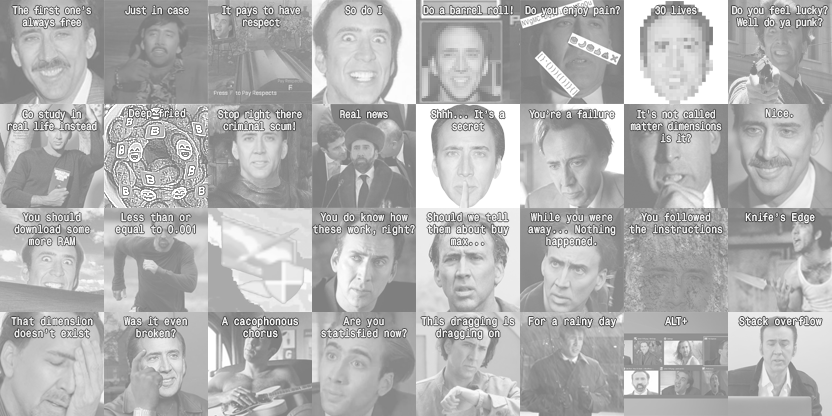 The first one's
always free
Just in case
It pays to have
respect
Press F to Pay Respects
F
So do I
Do a barrel roll!
Do you enjoy pain?
30 lives
Do you feel lucky?
Well do ya punk?
Go study in
real life instead
Deep fried
B
B
B
B
Stop right there
criminal scum!
Real news
Shhh... It's a
secret
You're a failure
It's not called
matter dimensions
is it?
Nice.
You should
download some
more RAM
Less than or
equal to 0.001
You do know how
these work, right?
Should we tell
them about buy
max...
While you were
away... Nothing
happened.
You followed
the instructions
Knife's Edge
That dimension
doesn't exist
Was it even
broken?
A cacophonous
chorus
Are you
statisfied now?
This dragging is
dragging on
For a rainy day
ALT+
Stack overflow